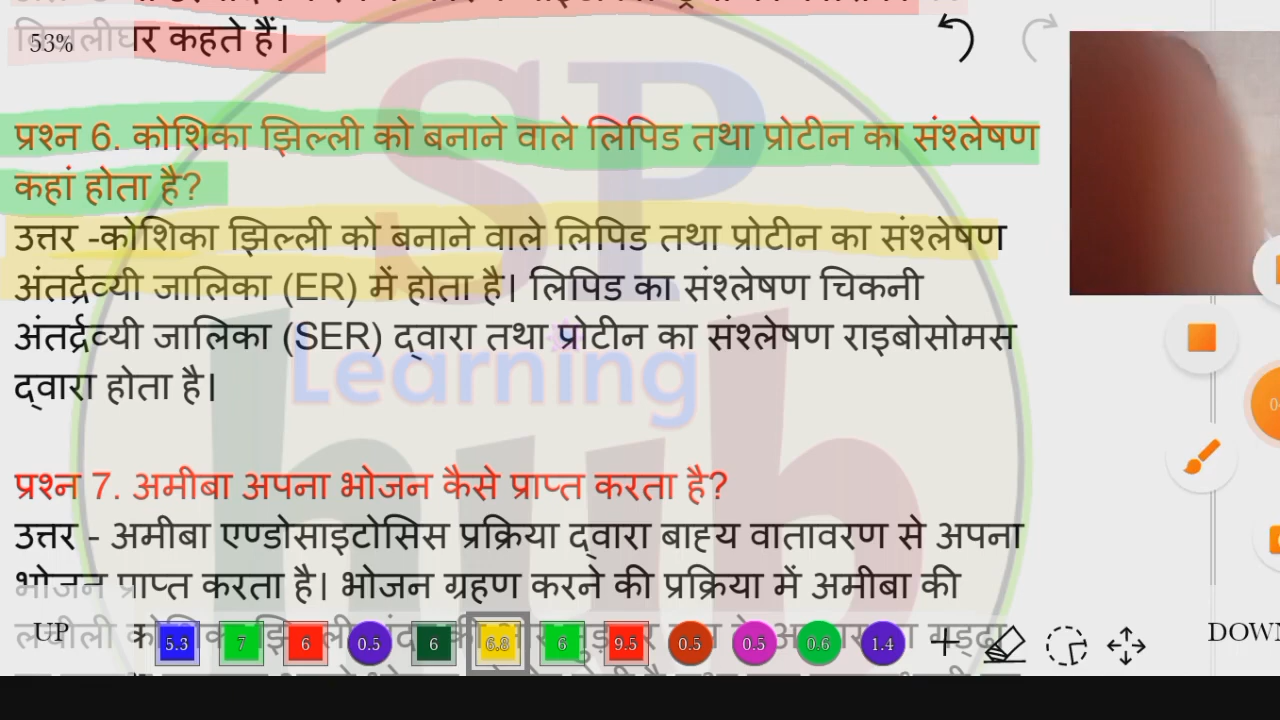 53%
कहते हैं।
प्रश्न 6. कोशिका झिल्ली को बनाने वाले लिपिड तथा प्रोटीन का संश्लेषण
कहां होता है?
उत्तर -कोशिका झिल्ली को बनाने वाले लिपिड तथा प्रोटीन का संश्लेषण
अंतर्द्रव्यी जालिका (ER) में होता है। लिपिड का संश्लेषण चिकनी
अंतर्द्रव्यी जालिका (SER) द्वारा तथा प्रोटीन का संश्लेषण राइबोसोमस
द्वारा होता है।
प्रश्न 7. अमीबा अपना भोजन कैसे प्राप्त करता है?
उत्तर - अमीबा एण्डोसाइटोसिस प्रक्रिया द्वारा बाह्य वातावरण से अपना
भोजन प्राप्त करता है। भोजन ग्रहण करने की प्रक्रिया में अमीबा की
UP 5.3 7 6 0.5 6 6.8 6 9.5 0.5 0.5 0.6 1.4 DOWN
SP
Learning
hub